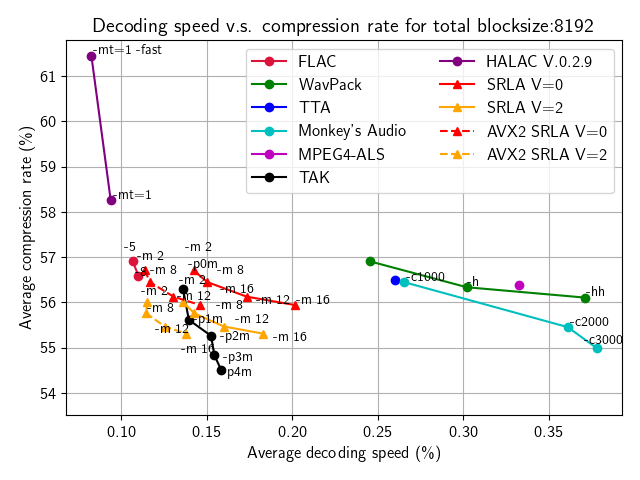 Decoding speed v.s. compression rate for total blocksize:8192
Average compression rate (%)
61
60
59
58
57
56
55
54
FLAC
WavPack
TTA
Monkey's Audio
MPEG4-ALS
TAK
HALAC V.0.2.9
SRLA V=0
SRLA V=2
AVX2 SRLA V=0
AVX2 SRLA V=2
-mt=1 -fast
-mt=1
-5
-m 2
-m 2
-p0m
-m 8
-m 8
-m 2
-m 2
-m 16
-m 12
-m 12
-m 16
-m 8
-m 8
-p1m
-m 12
-m 12
-p2m
-m 16
-m 16
-p3m
-p4m
-c1000
-h
-hh
-c2000
-c3000
0.10
0.15
0.20
0.25
0.30
0.35
Average decoding speed (%)